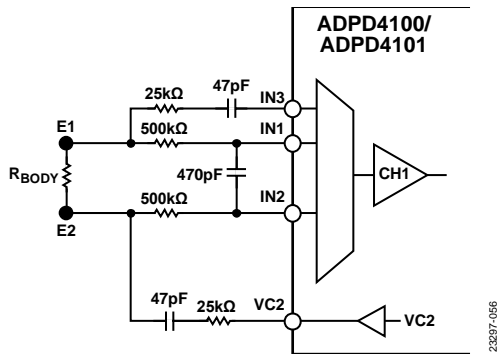 ADPD4100/
ADPD4101
47pF
25kΩ
IN3
E1
500kΩ
IN1
RBODY
470pF
CH1
500kΩ
IN2
E2
47pF
25kΩ
VC2
VC2
23297-056